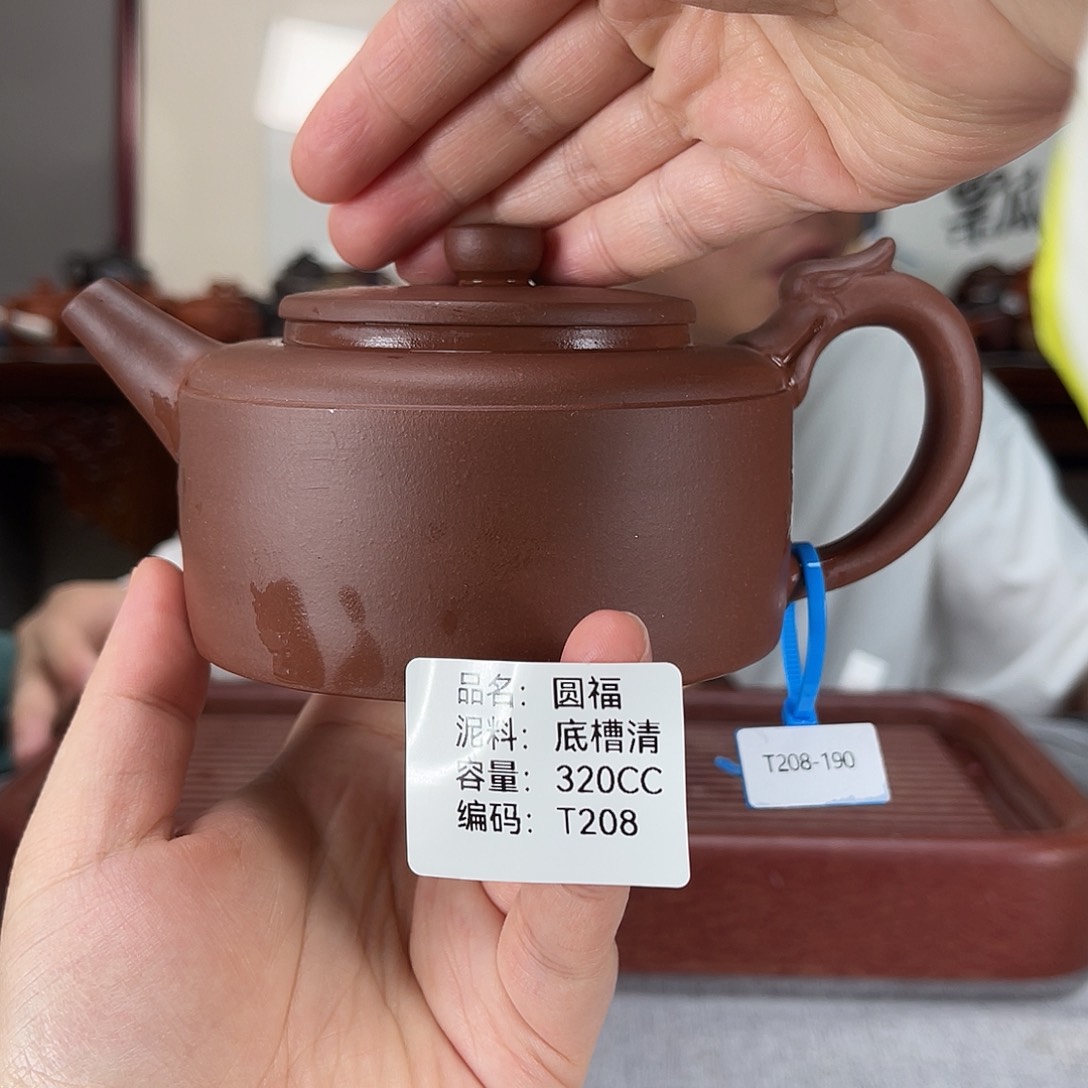 品名：圆福
泥料：底槽清
容量：320CC
编码：T208
T208-190